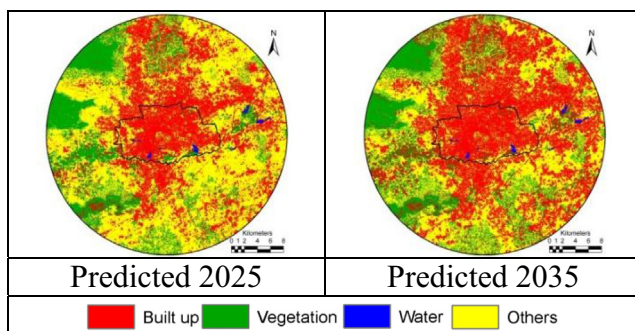 N
N
Kilometers
0 1 2 4 6 8
Kilometers
0 1 2 4 6 8
Predicted 2025
Predicted 2035
Built up
Vegetation
Water
Others